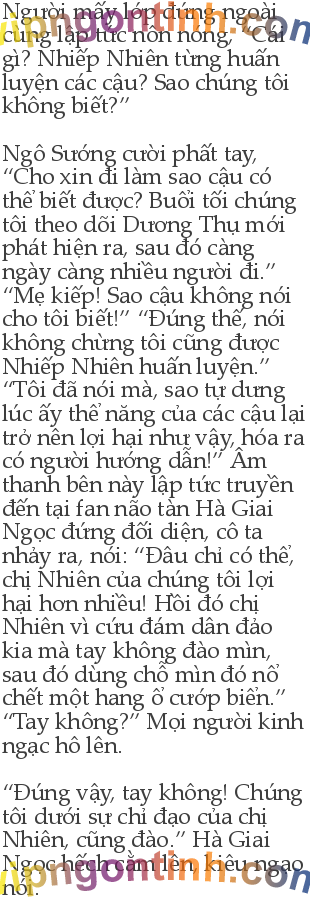 Người mấy lớp đứng ngoài
cùng lập tức nôn nóng, “Cái
gì? Nhiếp Nhiên từng huấn
luyện các cậu? Sao chúng tôi
không biết?”
Ngô Sướng cười phất tay,
“Cho xin đi làm sao cậu có
thể biết được? Buổi tối chúng
tôi theo dõi Dương Thụ mới
phát hiện ra, sau đó càng
ngày càng nhiều người đi.”
“Mẹ kiếp! Sao cậu không nói
cho tôi biết!” “Đúng thế, nói
không chừng tôi cũng được
Nhiếp Nhiên huấn luyện.”
“Tôi đã nói mà, sao tự dưng
lúc ấy thể năng của các cậu lại
trở nên lợi hại như vậy, hóa ra
có người hướng dẫn!” Âm
thanh bên này lập tức truyền
đến tại fan não tàn Hà Giai
Ngọc đứng đối diện, cô ta
nhảy ra, nói: “Đâu chỉ có thể,
chị Nhiên của chúng tôi lợi
hại hơn nhiều! Hồi đó chị
Nhiên vì cứu đám dân đảo
kia mà tay không đào mìn,
sau đó dùng chỗ mìn đó nổ
chết một hang ổ cướp biển.”
“Tay không?” Mọi người kinh
ngạc hô lên.
“Đúng vậy, tay không! Chúng
tôi dưới sự chỉ đạo của chị
Nhiên, cũng đào.” Hà Giai
Ngọc hếch cằm lên, kiêu ngạo
nói.